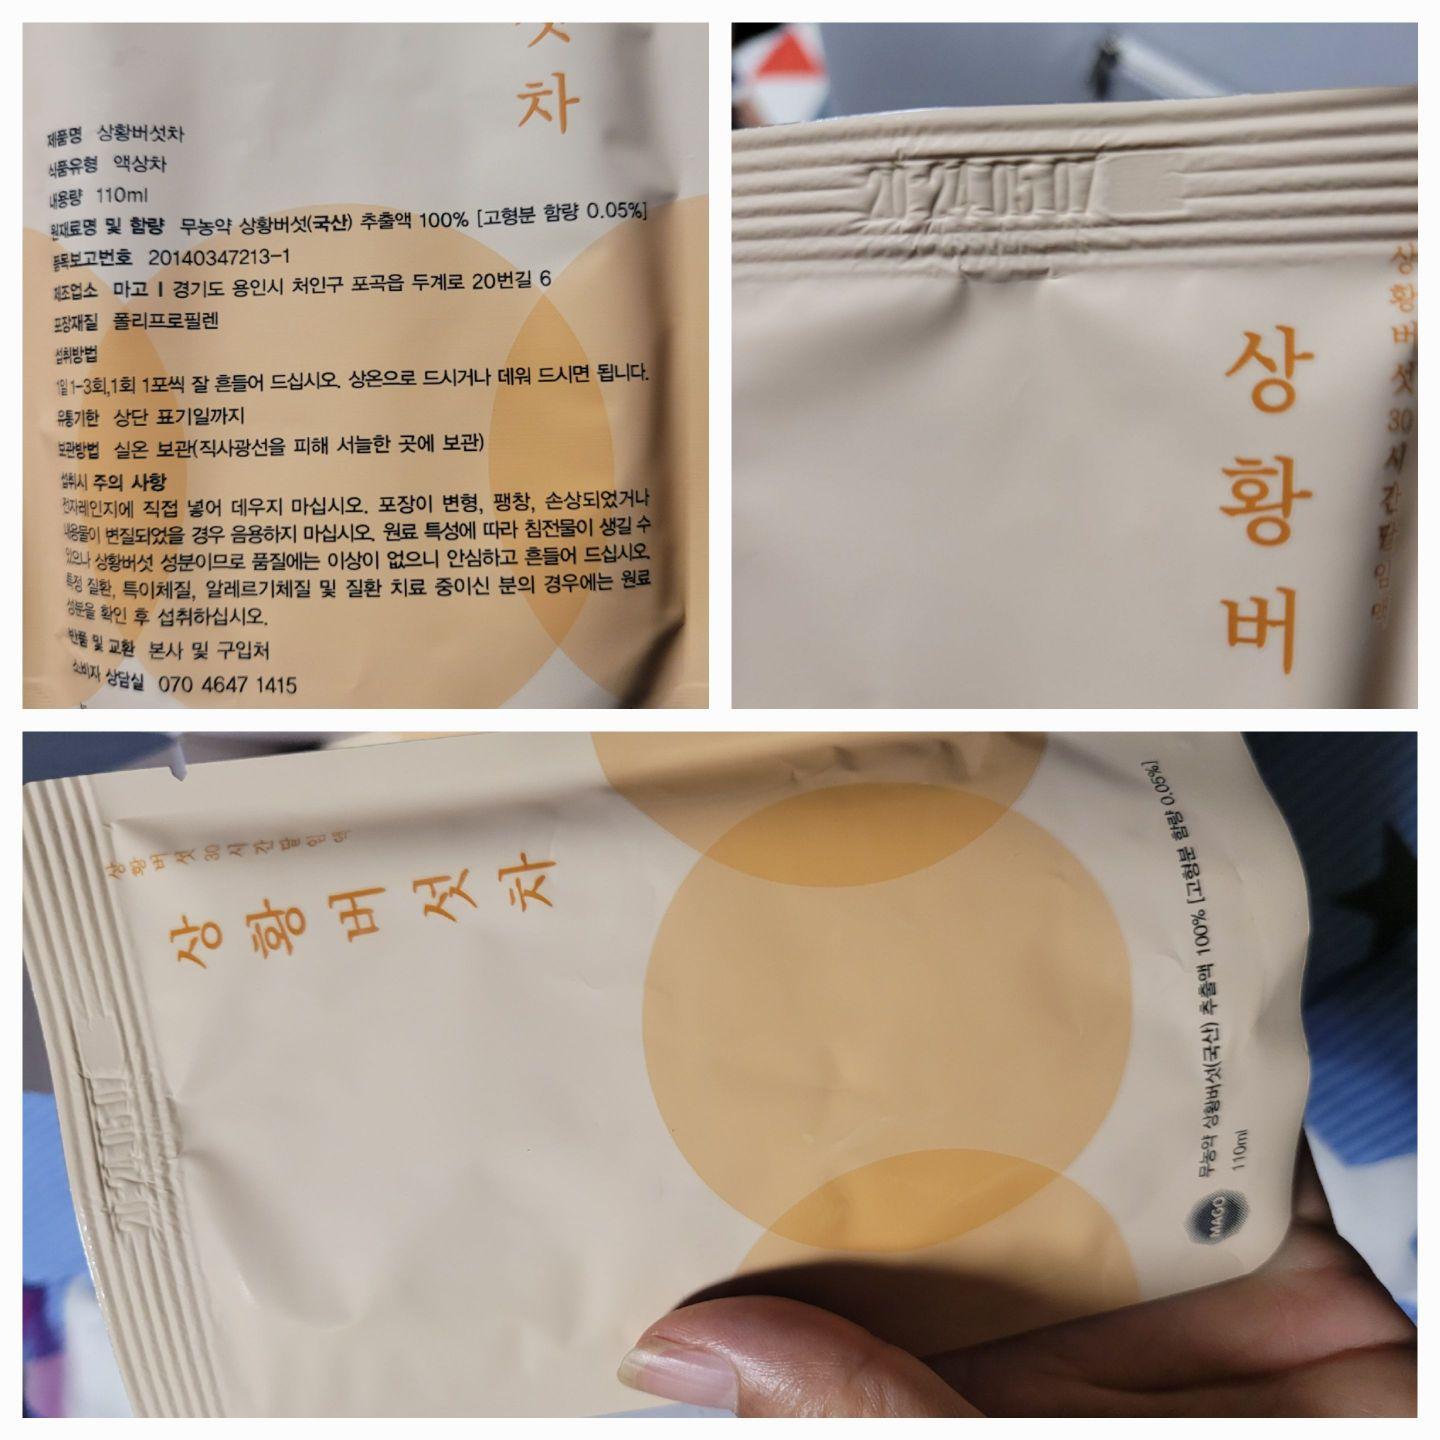 섯
차
제품명 상황버섯차
식품유형 액상차
내용량 110ml
원재료명 및 함량 무농약 상황버섯(국산) 추출액 100% [고형분 함량 0.05%]
품목보고번호 20140347213-1
제조업소 마고 I 경기도 용인시 처인구 포곡읍 두계로 20번길 6
포장재질 폴리프로필렌
섭취방법
1일 1-3회,1회 1포씩 잘 흔들어 드십시오. 상온으로 드시거나 데워 드시면 됩니다.
유통기한 상단 표기일까지
보관방법 실온 보관(직사광선을 피해 서늘한 곳에 보관)
섭취시 주의 사항
전자레인지에 직접 넣어 데우지 마십시오. 포장이 변형, 팽창, 손상되었거나
내용물이 변질되었을 경우 음용하지 마십시오. 원료 특성에 따라 침전물이 생길 수
있으나 상황버섯 성분이므로 품질에는 이상이 없으니 안심하고 흔들어 드십시오.
특정 질환, 특이체질, 알레르기체질 및 질환 치료 중이신 분의 경우에는 원료
성분을 확인 후 섭취하십시오.
반품 및 교환 본사 및 구입처
소비자 상담실 070 4647 1415
2024.05.07
상황버섯30시간달임액
상황버
상황버섯30시간달임액
상황버섯차
무농약 상황버섯(국산) 추출액 100% [고형분 함량 0.05%]
110ml
MAGO